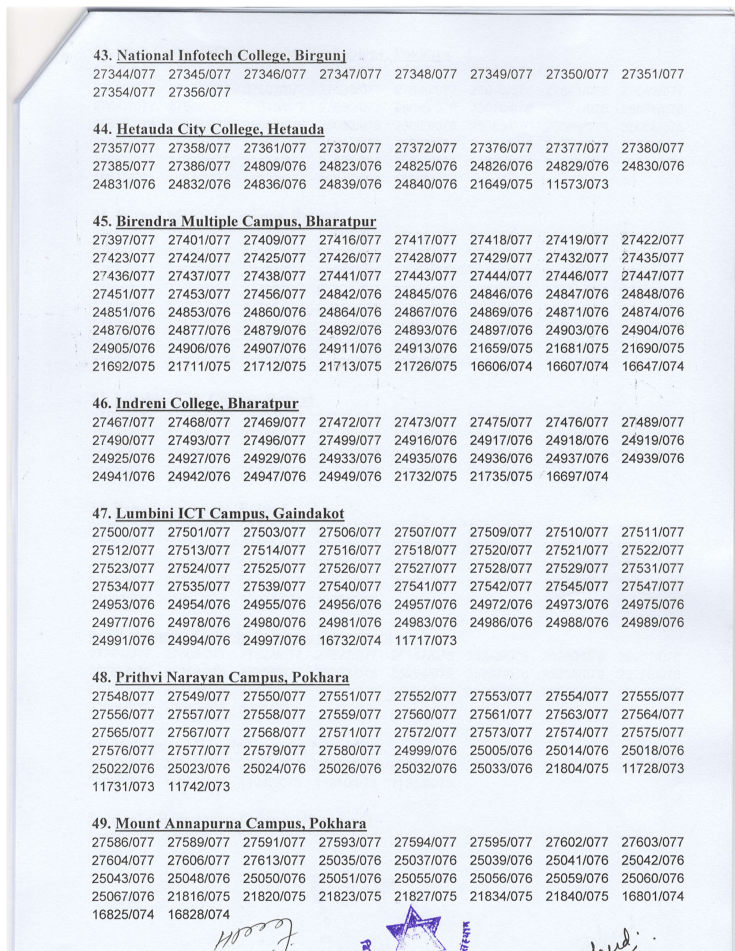 43. National Infotech College, Birgunj
27344/077 27345/077 27346/077 27347/077 27348/077 27349/077 27350/077 27351/077
27354/077 27356/077
44. Hetauda City College, Hetauda
27357/077 27358/077 27361/077 27370/077 27372/077 27376/077 27377/077 27380/077
27385/077 27386/077 24809/076 24823/076 24825/076 24826/076 24829/076 24830/076
24831/076 24832/076 24836/076 24839/076 24840/076 21649/075 11573/073
45. Birendra Multiple Campus, Bharatpur
27397/077 27401/077 27409/077 27416/077 27417/077 27418/077 27419/077 27422/077
27423/077 27424/077 27425/077 27426/077 27428/077 27429/077 27432/077 27435/077
27436/077 27437/077 27438/077 27441/077 27443/077 27444/077 27446/077 27447/077
27451/077 27453/077 27456/077 24842/076 24845/076 24846/076 24847/076 24848/076
24851/076 24853/076 24860/076 24864/076 24867/076 24869/076 24871/076 24874/076
24876/076 24877/076 24879/076 24892/076 24893/076 24897/076 24903/076 24904/076
24905/076 24906/076 24907/076 24911/076 24913/076 21659/075 21681/075 21690/075
21692/075 21711/075 21712/075 21713/075 21726/075 16606/074 16607/074 16647/074
46. Indreni College, Bharatpur
27467/077 27468/077 27469/077 27472/077 27473/077 27475/077 27476/077 27489/077
27490/077 27493/077 27496/077 27499/077 24916/076 24917/076 24918/076 24919/076
24925/076 24927/076 24929/076 24933/076 24935/076 24936/076 24937/076 24939/076
24941/076 24942/076 24947/076 24949/076 21732/075 21735/075 16697/074
47. Lumbini ICT Campus, Gaindakot
27500/077 27501/077 27503/077 27506/077 27507/077 27509/077 27510/077 27511/077
27512/077 27513/077 27514/077 27516/077 27518/077 27520/077 27521/077 27522/077
27523/077 27524/077 27525/077 27526/077 27527/077 27528/077 27529/077 27531/077
27534/077 27535/077 27539/077 27540/077 27541/077 27542/077 27545/077 27547/077
24953/076 24954/076 24955/076 24956/076 24957/076 24972/076 24973/076 24975/076
24977/076 24978/076 24980/076 24981/076 24983/076 24986/076 24988/076 24989/076
24991/076 24994/076 24997/076 16732/074 11717/073
48. Prithvi Narayan Campus, Pokhara
27548/077 27549/077 27550/077 27551/077 27552/077 27553/077 27554/077 27555/077
27556/077 27557/077 27558/077 27559/077 27560/077 27561/077 27563/077 27564/077
27565/077 27567/077 27568/077 27571/077 27572/077 27573/077 27574/077 27575/077
27576/077 27577/077 27579/077 27580/077 24999/076 25005/076 25014/076 25018/076
25022/076 25023/076 25024/076 25026/076 25032/076 25033/076 21804/075 11728/073
11731/073 11742/073
49. Mount Annapurna Campus, Pokhara
27586/077 27589/077 27591/077 27593/077 27594/077 27595/077 27602/077 27603/077
27604/077 27606/077 27613/077 25035/076 25037/076 25039/076 25041/076 25042/076
25043/076 25048/076 25050/076 25051/076 25055/076 25056/076 25059/076 25060/076
25067/076 21816/075 21820/075 21823/075 21827/075 21834/075 21840/075 16801/074
16825/074 16828/074